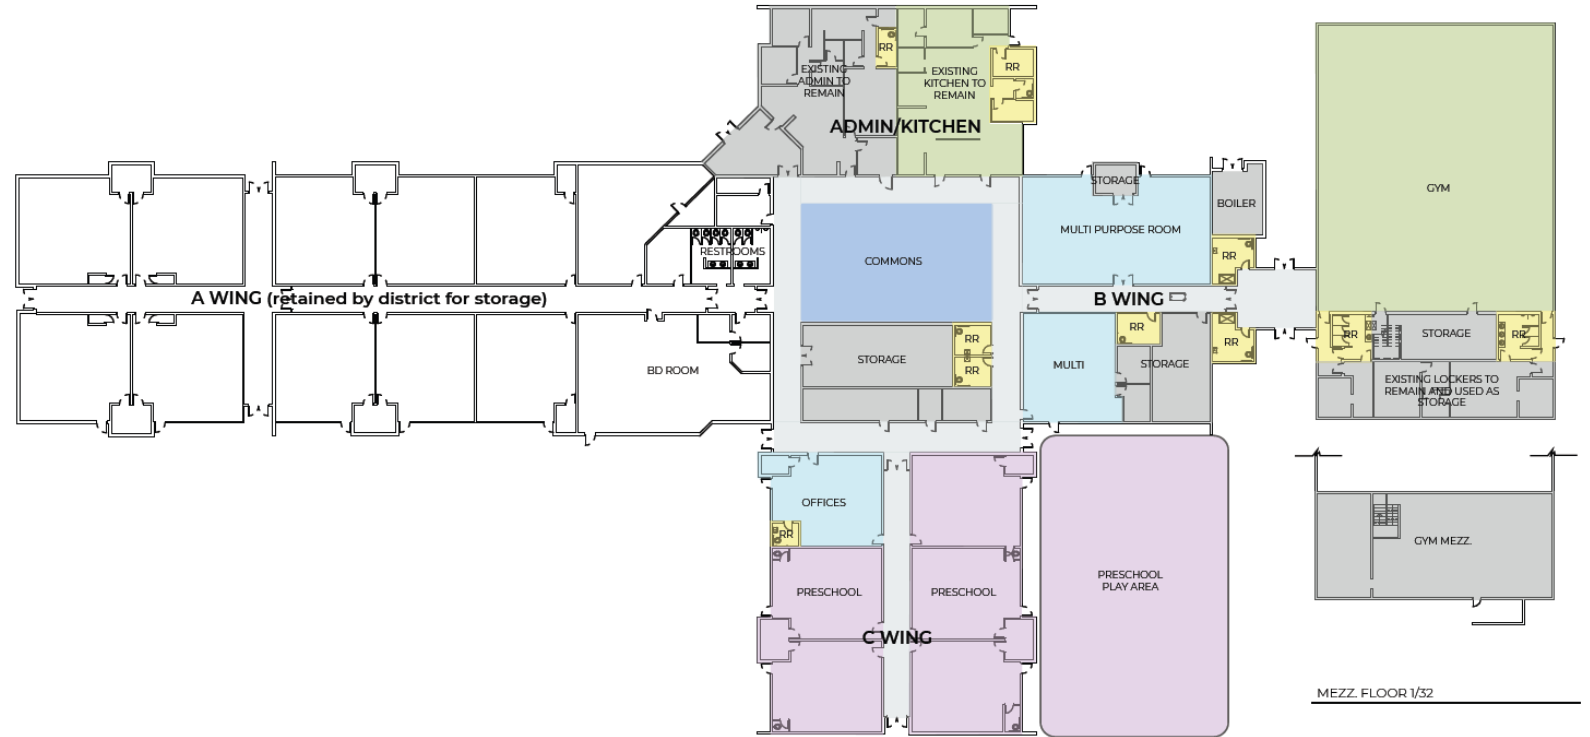 RR
EXISTING
ADMIN TO
REMAIN
EXISTING
KITCHEN TO
REMAIN
RR
ADMIN/KITCHEN
STORAGE
MULTI PURPOSE ROOM
BOILER
RR
GYM
RESTROOMS
COMMONS
A WING (retained by district for storage)
B WING
RR
RR
STORAGE
RR
RR
MULTI
STORAGE
BD ROOM
RR
STORAGE
RR
EXISTING LOCKERS TO
REMAIN AND USED AS
STORAGE
OFFICES
RR
PRESCHOOL
PRESCHOOL
PRESCHOOL
PLAY AREA
C WING
GYM MEZZ.
MEZZ. FLOOR 1/32